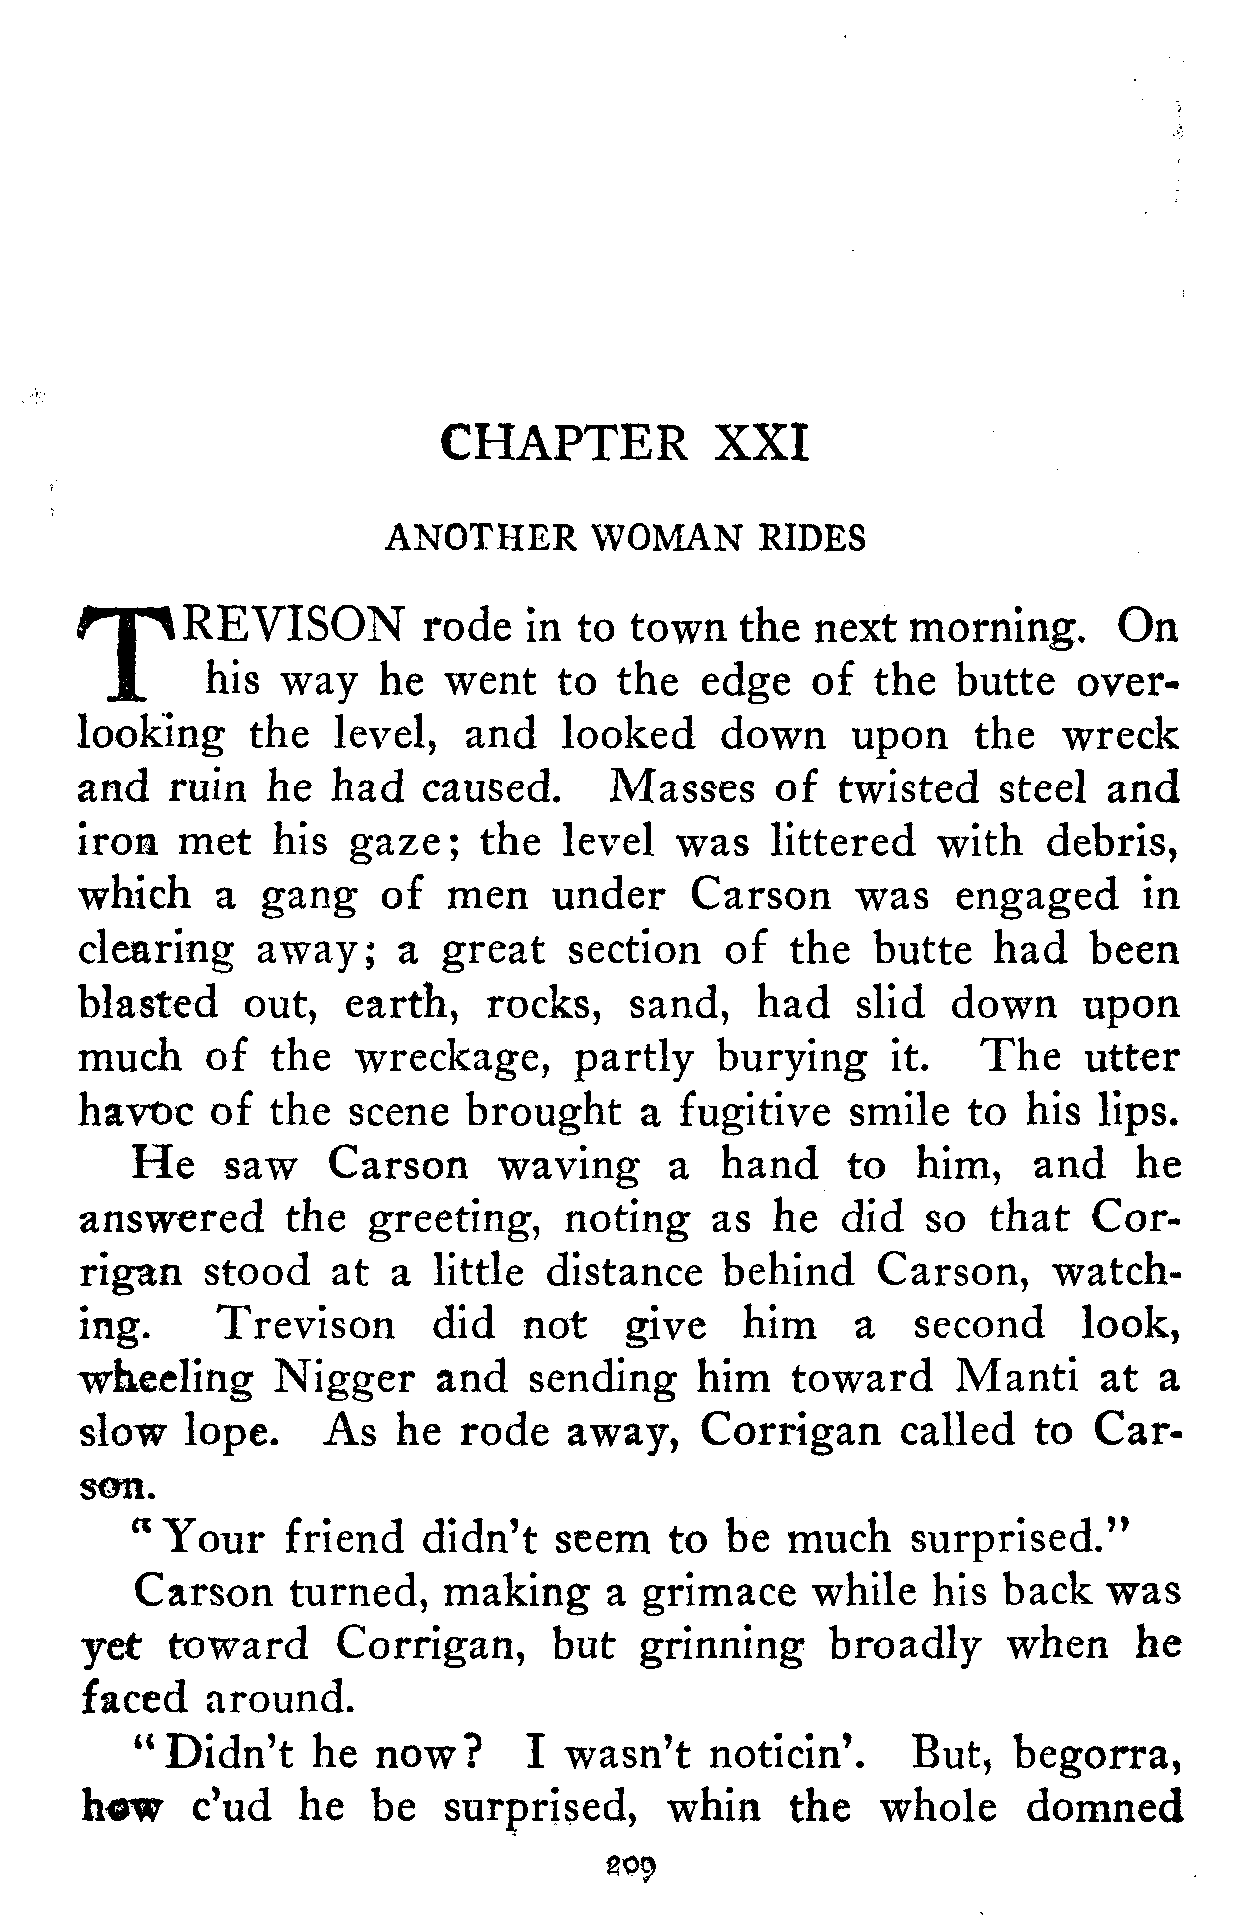 CHAPTER XXI
ANOTHER WOMAN RIDES
TREVISON rode in to town the next morning. On
his way he went to the edge of the butte over-
looking the level, and looked down upon the wreck
and ruin he had caused. Masses of twisted steel and
iron met his gaze; the level was littered with debris,
which a gang of men under Carson was engaged in
clearing away; a great section of the butte had been
blasted out, earth, rocks, sand, had slid down upon
much of the wreckage, partly burying it. The utter
havoc of the scene brought a fugitive smile to his lips.
He saw Carson waving a hand to him, and he
answered the greeting, noting as he did so that Cor-
rigan stood at a little distance behind Carson, watch-
ing. Trevison did not give him a second look,
wheeling Nigger and sending him toward Manti at a
slow lope. As he rode away, Corrigan called to Car-
son.
"Your friend didn't seem to be much surprised."
Carson turned, making a grimace while his back was
yet toward Corrigan, but grinning broadly when he
faced around.
"Didn't he now? I wasn't noticin'. But, begorra,
how c'ud he be surprised, whin the whole domned
209